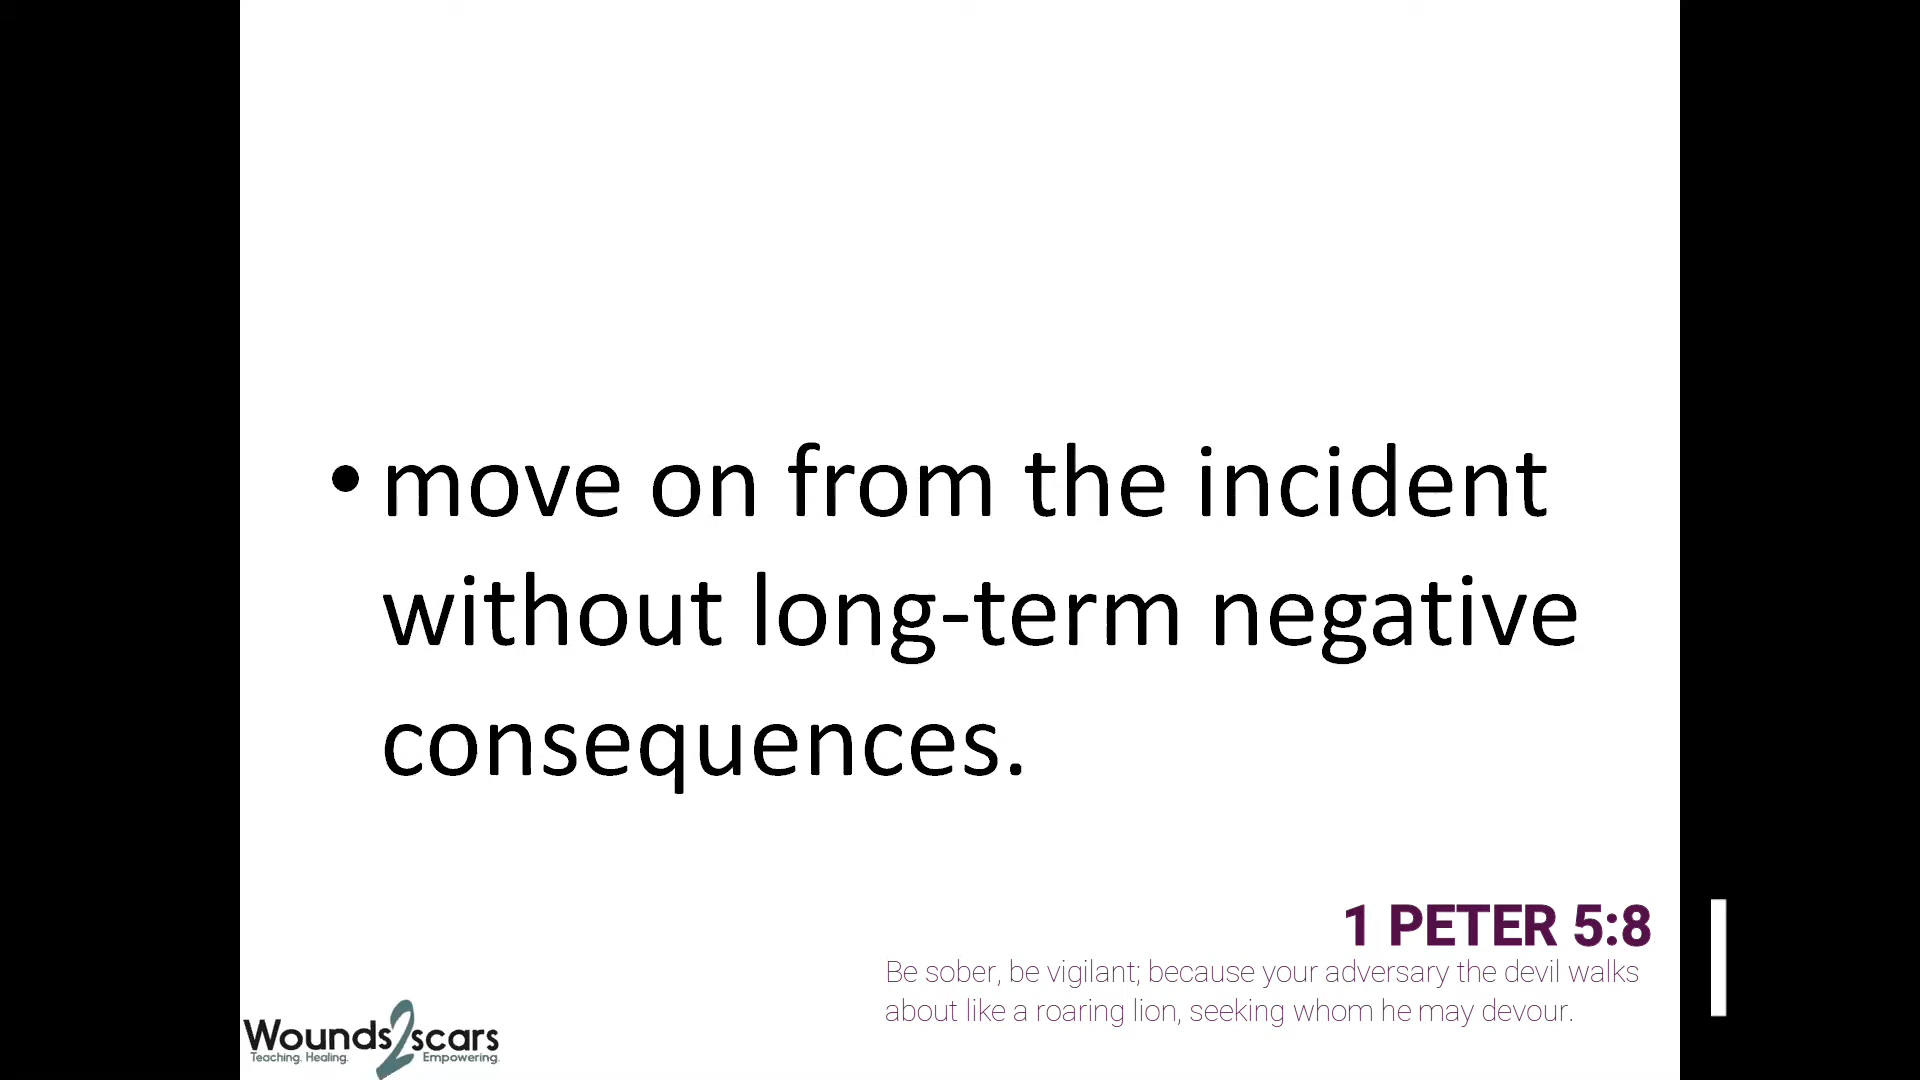 • move on from the incident
without long-term negative
consequences.
1 PETER 5:8
Be sober, be vigilant; because your adversary the devil walks
about like a roaring lion, seeking whom he may devour.
Wounds2scars
Teaching. Healing. Empowering.